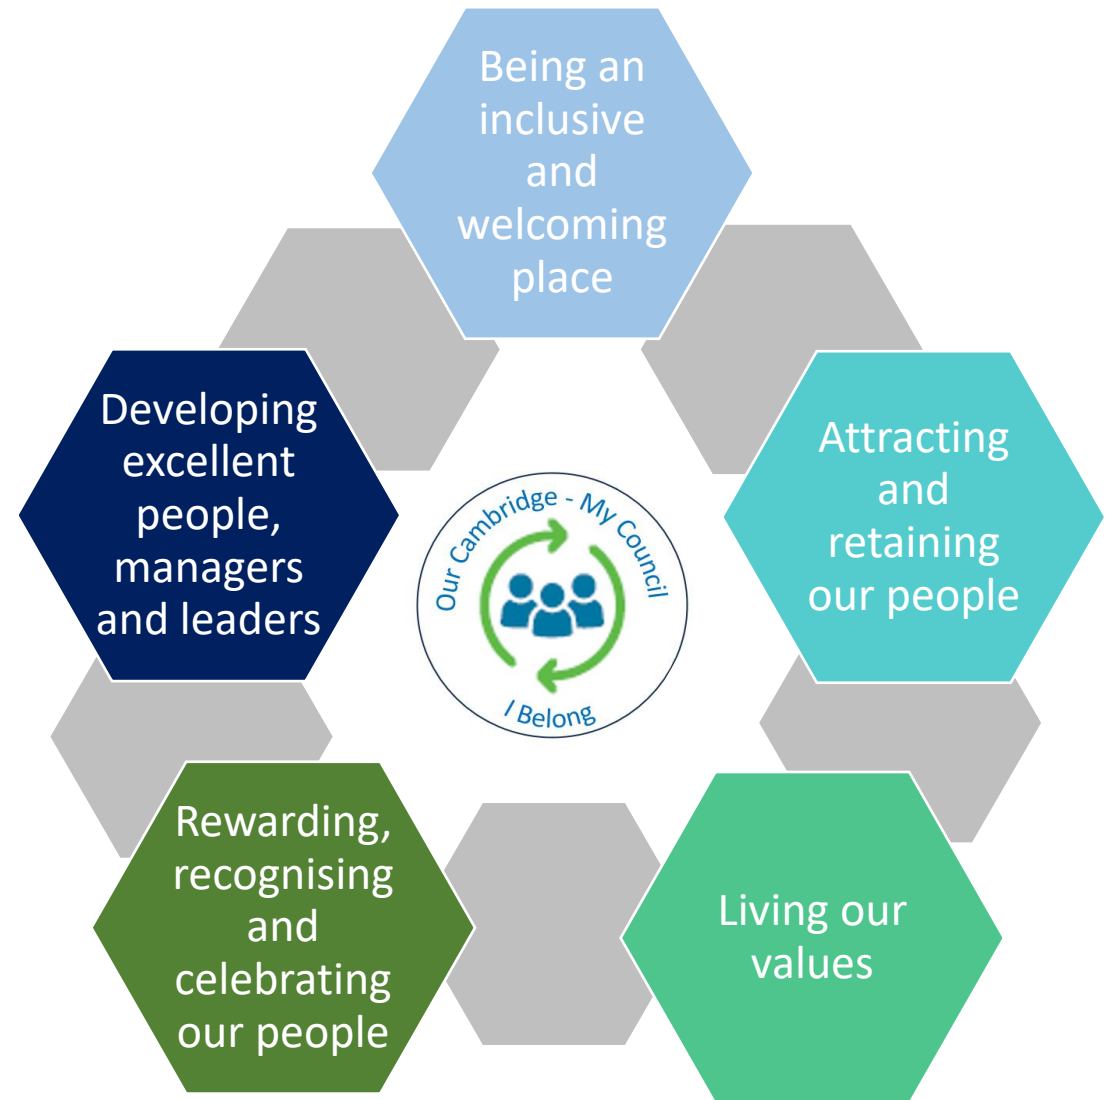 Being an
inclusive
and
welcoming
place
Developing
excellent
people,
managers
and leaders
Attracting
and
retaining
our people
Our Cambridge - My Council
I Belong
Rewarding,
recognising
and
celebrating
our people
Living our
values